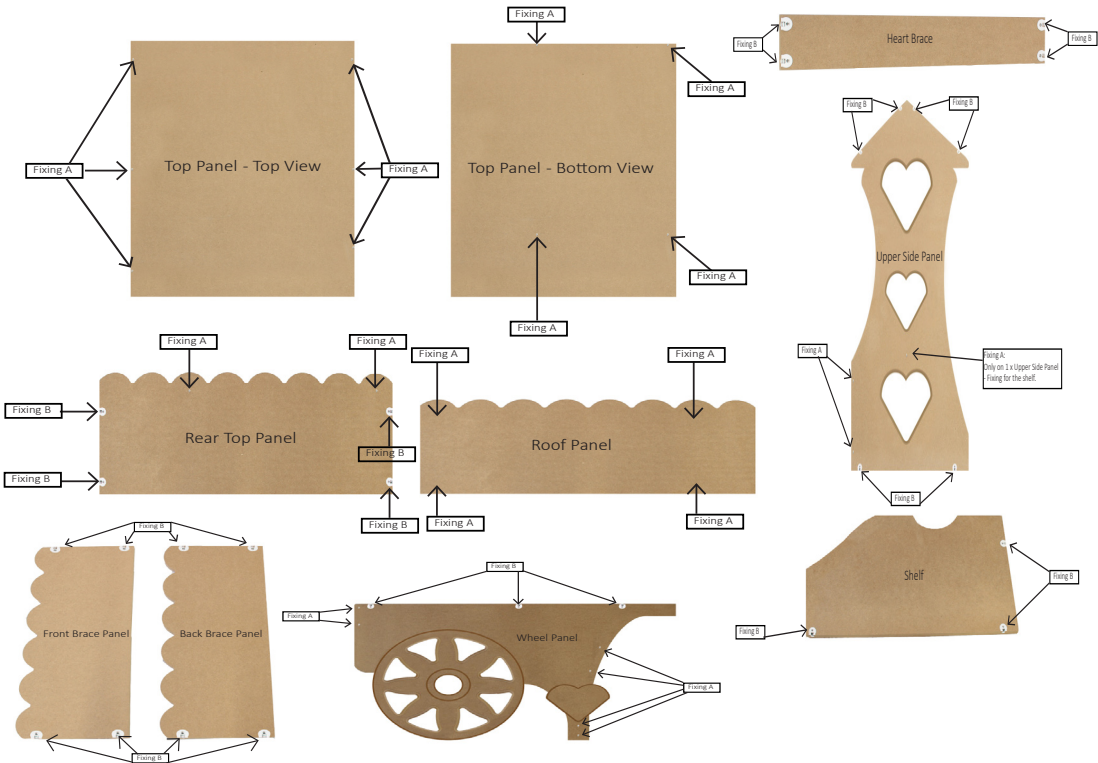 Fixing A
Fixing A
Top Panel - Top View
Fixing A
Fixing A
Fixing A
Top Panel - Bottom View
Fixing A
Fixing A
Fixing B
Heart Brace
Fixing B
Fixing B
Fixing B
Upper Side Panel
Fixing A
Fixing A:
Only on 1 x Upper Side Panel
- Fixing for the shelf.
Fixing B
Fixing A
Fixing A
Fixing B
Rear Top Panel
Fixing B
Fixing B
Fixing B
Fixing A
Fixing A
Roof Panel
Fixing A
Fixing A
Fixing B
Front Brace Panel
Back Brace Panel
Fixing B
Fixing B
Fixing A
Wheel Panel
Fixing A
Shelf
Fixing B
Fixing B